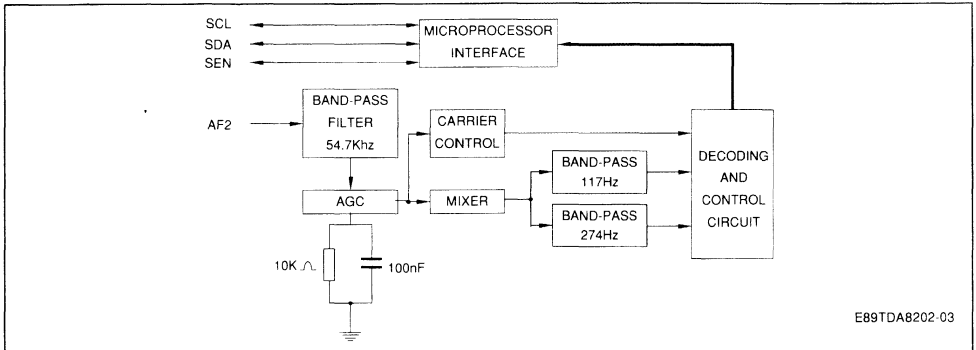 SCL
SDA
SEN
MICROPROCESSOR
INTERFACE
AF2
BAND-PASS
FILTER
54.7Khz
CARRIER
CONTROL
AGC
MIXER
BAND-PASS
117Hz
BAND-PASS
274Hz
DECODING
AND
CONTROL
CIRCUIT
10K
100nF
E89TDA8202-03